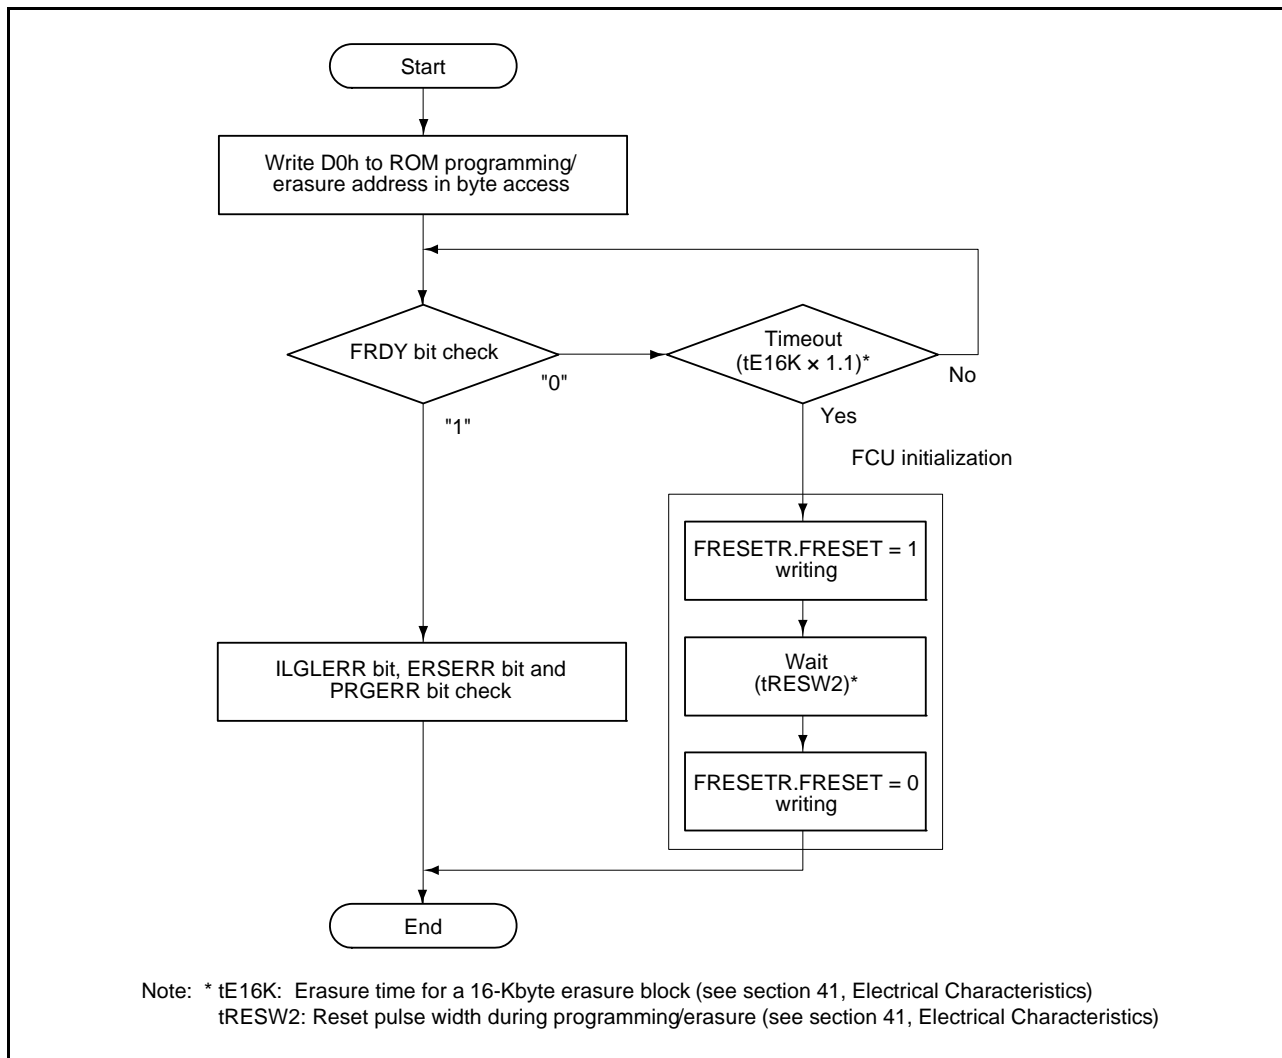 Start
Write D0h to ROM programming/
erasure address in byte access
FRDY bit check
"0"
"1"
Timeout
(tE16K × 1.1)*
No
Yes
FCU initialization
FRESETR.FRESET = 1
writing
Wait
(tRESW2)*
FRESETR.FRESET = 0
writing
ILGLERR bit, ERSERR bit and
PRGERR bit check
End
Note: * tE16K: Erasure time for a 16-Kbyte erasure block (see section 41, Electrical Characteristics)
tRESW2: Reset pulse width during programming/erasure (see section 41, Electrical Characteristics)